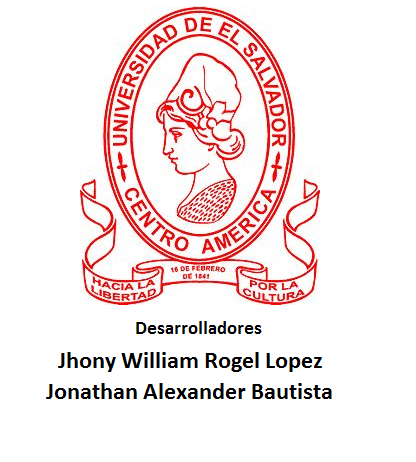 UNIVERSIDAD DE EL SALVADOR
CENTRO AMERICA
HACIA LA
LIBERTAD
16 DE FEBRERO
DE 1841
POR LA
CULTURA
Desarrolladores
Jhony William Rogel Lopez
Jonathan Alexander Bautista